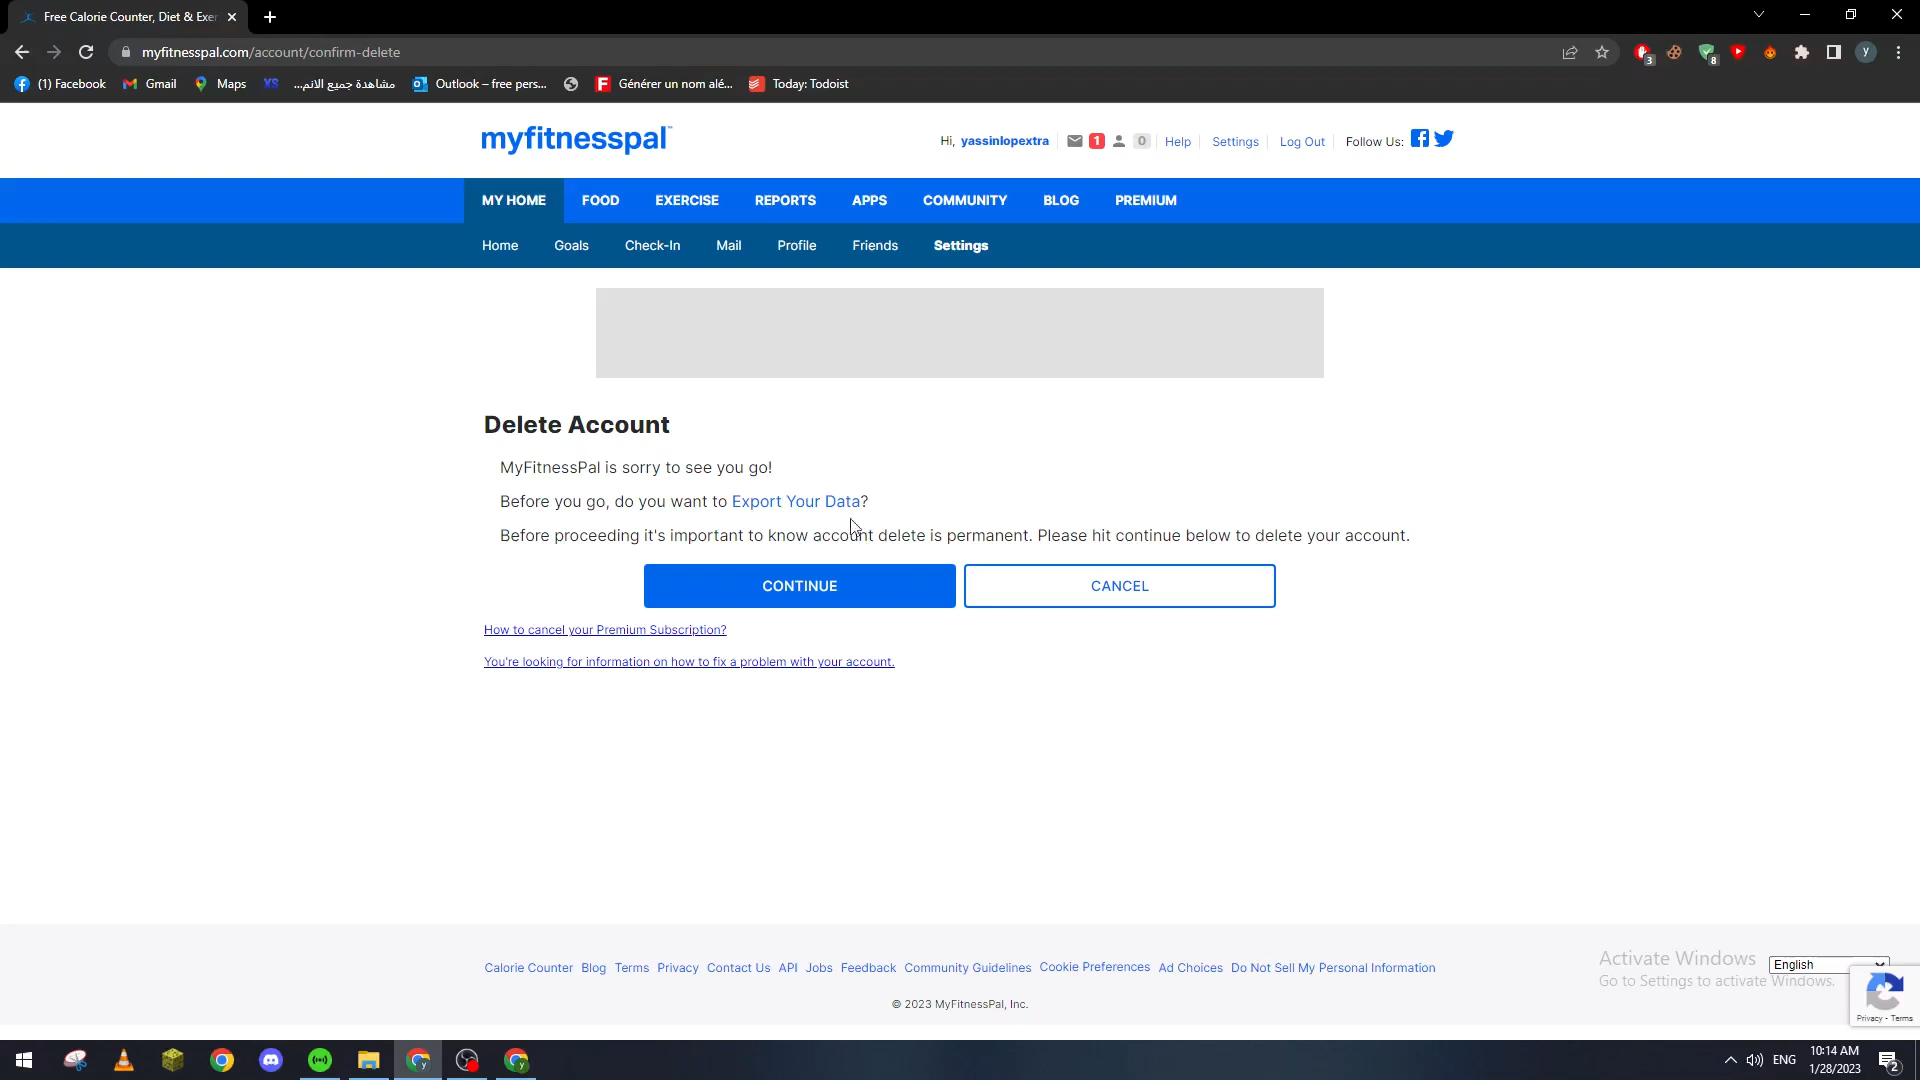 Free Calorie Counter, Diet & Exer
myfitnesspal.com/account/confirm-delete
3
8
y
(1) Facebook
Gmail
Maps
XS
مشاهدة جميع الانم...
Outlook – free pers...
Générer un nom alé...
Today: Todoist
myfitnesspal
Hi, yassinlopextra 1 0 Help Settings Log Out Follow Us:
MY HOME FOOD EXERCISE REPORTS APPS COMMUNITY BLOG PREMIUM
Home Goals Check-In Mail Profile Friends Settings
Delete Account
MyFitnessPal is sorry to see you go!
Before you go, do you want to Export Your Data?
Before proceeding it's important to know account delete is permanent. Please hit continue below to delete your account.
CONTINUE CANCEL
How to cancel your Premium Subscription?
You're looking for information on how to fix a problem with your account.
Calorie Counter Blog Terms Privacy Contact Us API Jobs Feedback Community Guidelines Cookie Preferences Ad Choices Do Not Sell My Personal Information
© 2023 MyFitnessPal, Inc.
Activate Windows
Go to Settings to activate Windows.
English
Privacy - Terms
ENG
10:14 AM
1/28/2023
2